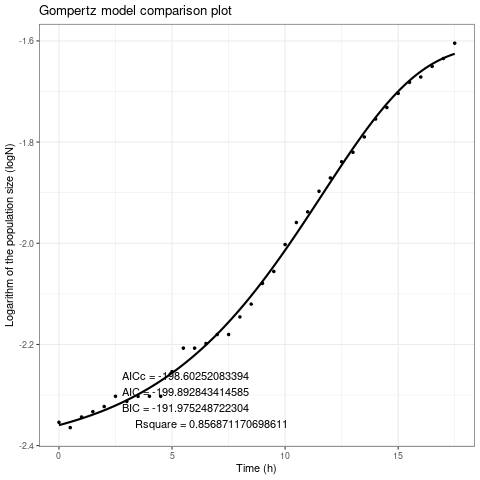 Gompertz model comparison plot
Logarithm of the population size (logN)
-1.6
-1.8
-2.0
-2.2
-2.4
AICc = -198.60252083394
AIC = -199.892843414585
BIC = -191.975248722304
Rsquare = 0.856871170698611
0 5 10 15
Time (h)